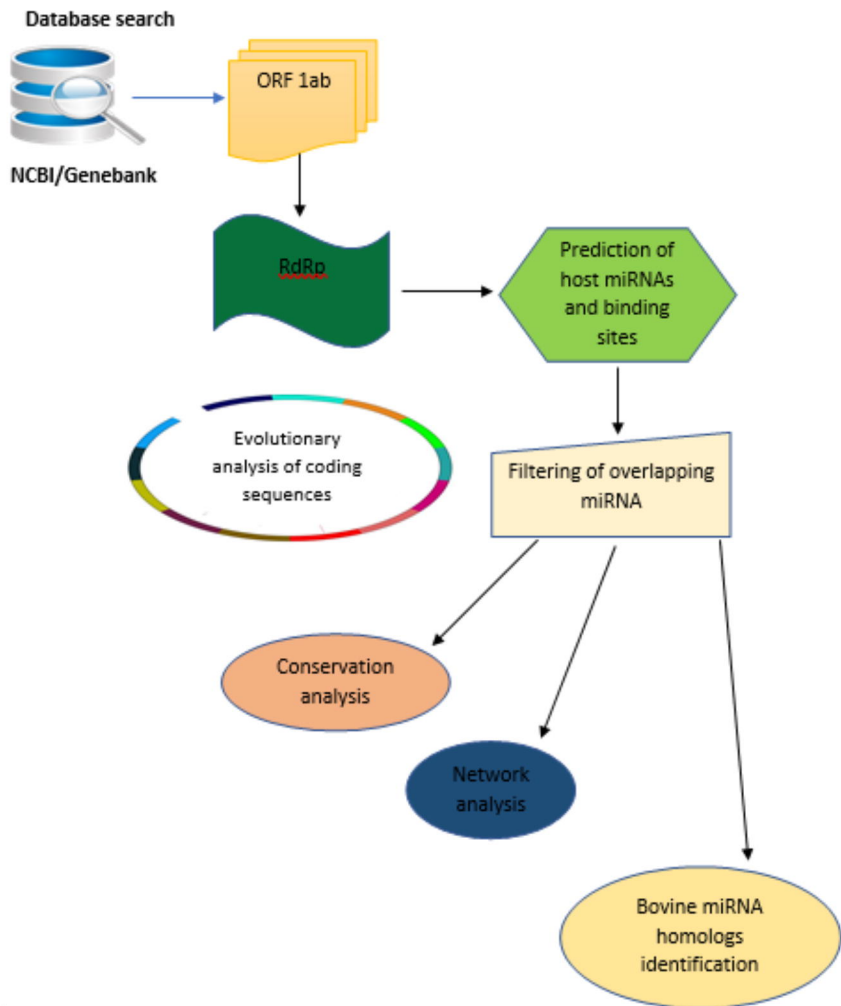 Database search
ORF 1ab
NCBI/Genebank
RdRp
Prediction of
host miRNAs
and binding
sites
Evolutionary
analysis of coding
sequences
Filtering of overlapping
miRNA
Conservation
analysis
Network
analysis
Bovine miRNA
homologs
identification